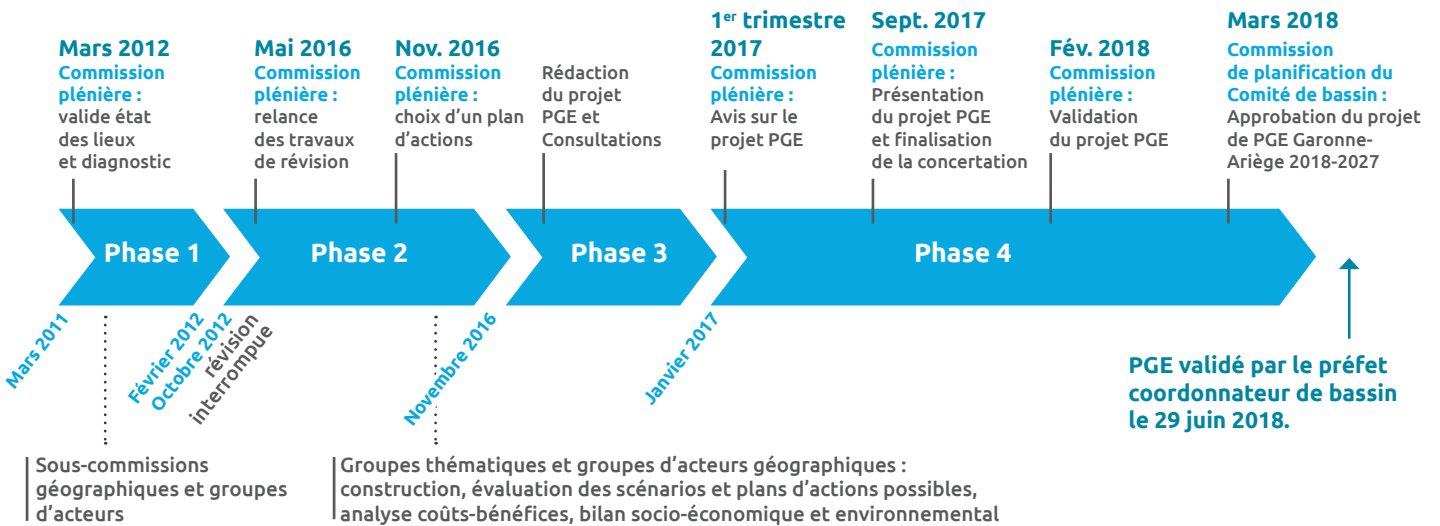 Mars 2012
Commission
plénière :
valide état
des lieux
et diagnostic
Mai 2016
Commission
plénière :
relance
des travaux
de révision
Nov. 2016
Commission
plénière :
choix d'un plan
d'actions
Rédaction
du projet
PGE et
Consultations
1er trimestre
2017
Commission
plénière :
Avis sur le
projet PGE
Sept. 2017
Commission
plénière :
Présentation
du projet PGE
et finalisation
de la concertation
Fév. 2018
Commission
plénière :
Validation
du projet PGE
Mars 2018
Commission
de planification du
Comité de bassin :
Approbation du projet
de PGE Garonne-
Ariège 2018-2027
Phase 1
Phase 2
Phase 3
Phase 4
Mars 2011
Février 2012
Octobre 2012
révision
interrompue
Novembre 2016
Janvier 2017
PGE validé par le préfet
coordonnateur de bassin
le 29 juin 2018.
Sous-commissions
géographiques et groupes
d'acteurs
Groupes thématiques et groupes d'acteurs géographiques :
construction, évaluation des scénarios et plans d'actions possibles,
analyse coûts-bénéfices, bilan socio-économique et environnemental